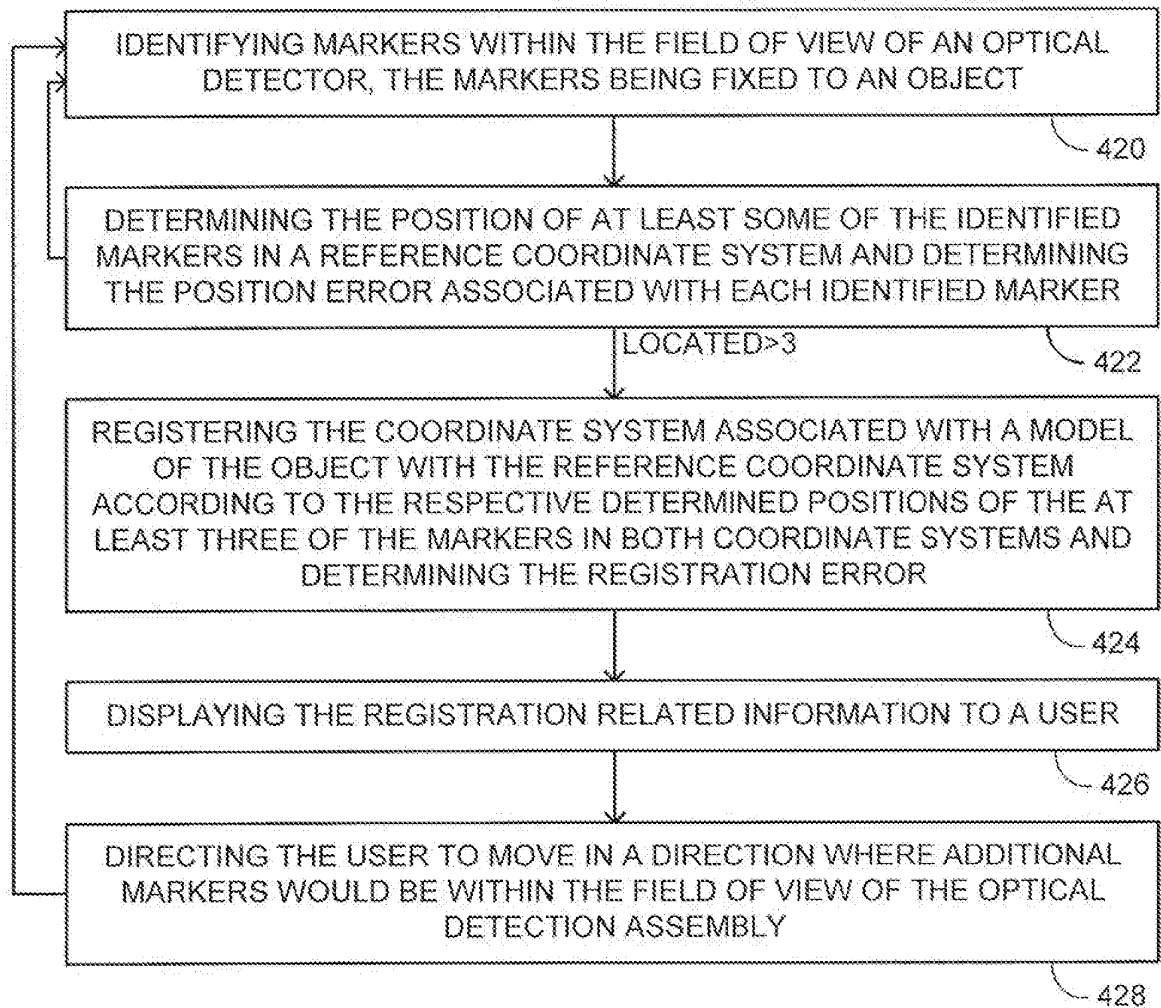 IDENTIFYING MARKERS WITHIN THE FIELD OF VIEW OF AN OPTICAL
DETECTOR, THE MARKERS BEING FIXED TO AN OBJECT
420
DETERMINING THE POSITION OF AT LEAST SOME OF THE IDENTIFIED
MARKERS IN A REFERENCE COORDINATE SYSTEM AND DETERMINING
THE POSITION ERROR ASSOCIATED WITH EACH IDENTIFIED MARKER
LOCATED>3
422
REGISTERING THE COORDINATE SYSTEM ASSOCIATED WITH A MODEL
OF THE OBJECT WITH THE REFERENCE COORDINATE SYSTEM
ACCORDING TO THE RESPECTIVE DETERMINED POSITIONS OF THE AT
LEAST THREE OF THE MARKERS IN BOTH COORDINATE SYSTEMS AND
DETERMINING THE REGISTRATION ERROR
424
DISPLAYING THE REGISTRATION RELATED INFORMATION TO A USER
426
DIRECTING THE USER TO MOVE IN A DIRECTION WHERE ADDITIONAL
MARKERS WOULD BE WITHIN THE FIELD OF VIEW OF THE OPTICAL
DETECTION ASSEMBLY
428